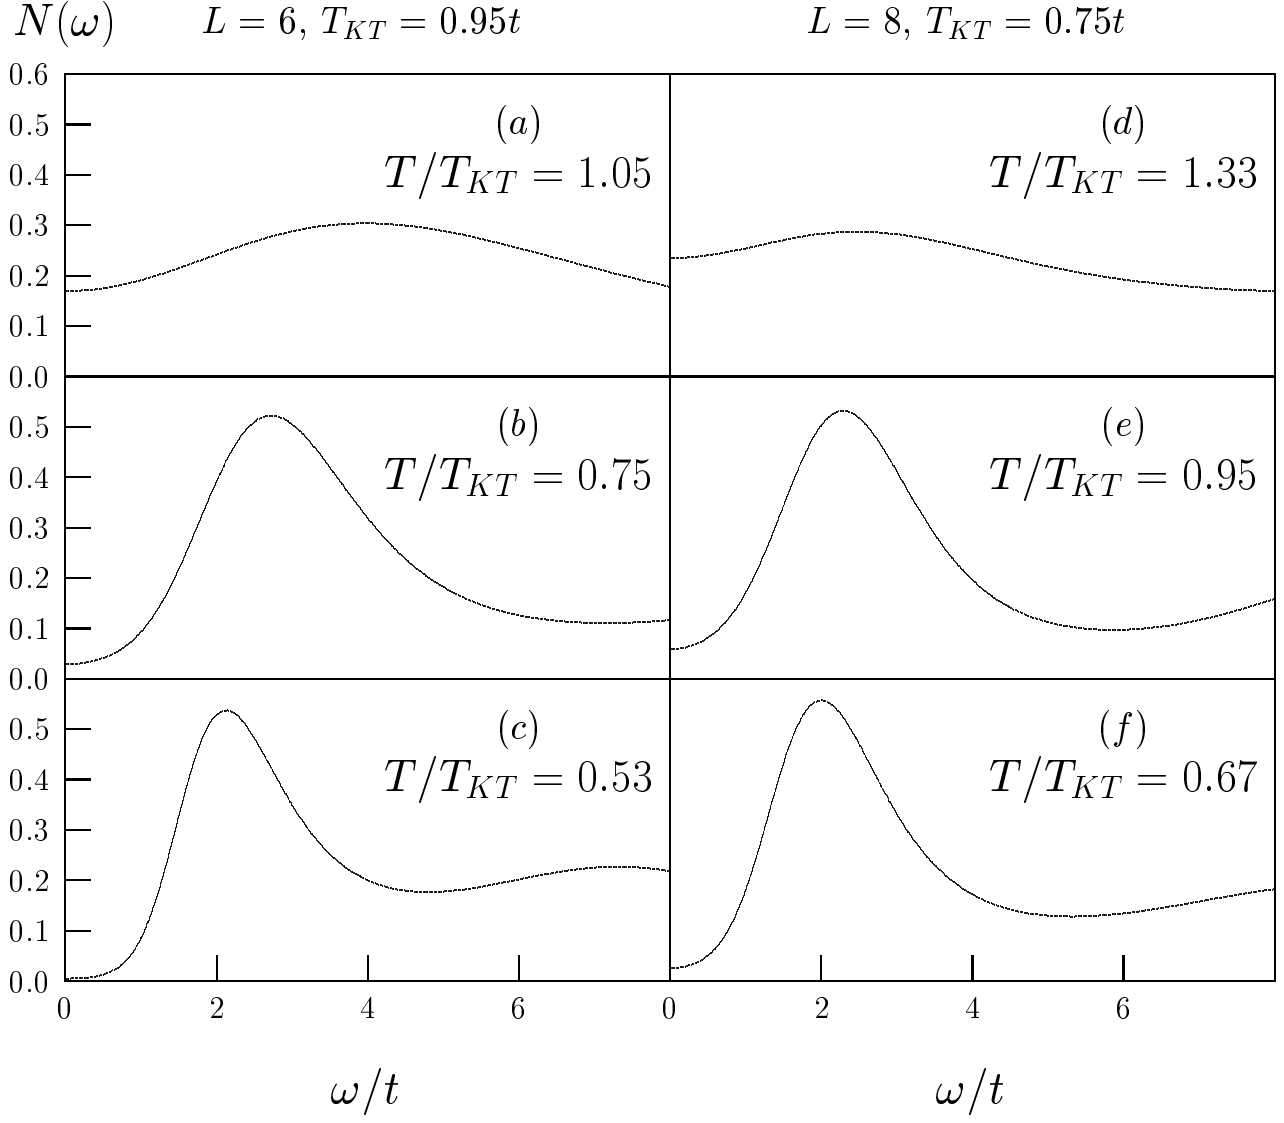 N(ω) L = 6, T_KT = 0.95t L = 8, T_KT = 0.75t
0.6
0.5 (a) (d)
0.4 T/T_KT = 1.05 T/T_KT = 1.33
0.3
0.2
0.1
0.0
0.5 (b) (e)
0.4 T/T_KT = 0.75 T/T_KT = 0.95
0.3
0.2
0.1
0.0
0.5 (c) (f)
0.4 T/T_KT = 0.53 T/T_KT = 0.67
0.3
0.2
0.1
0.0
0 2 4 6 0 2 4 6
ω/t ω/t